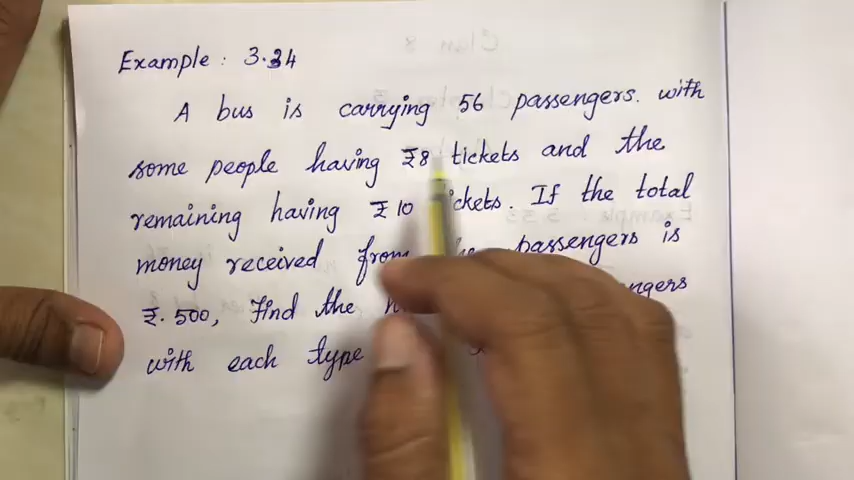 Example : 3.34
A bus is carrying 56 passengers. with
some people having ₹8 tickets and the
remaining having ₹10 tickets. If the total
money received from the passengers is
₹. 500, Find the
with each type